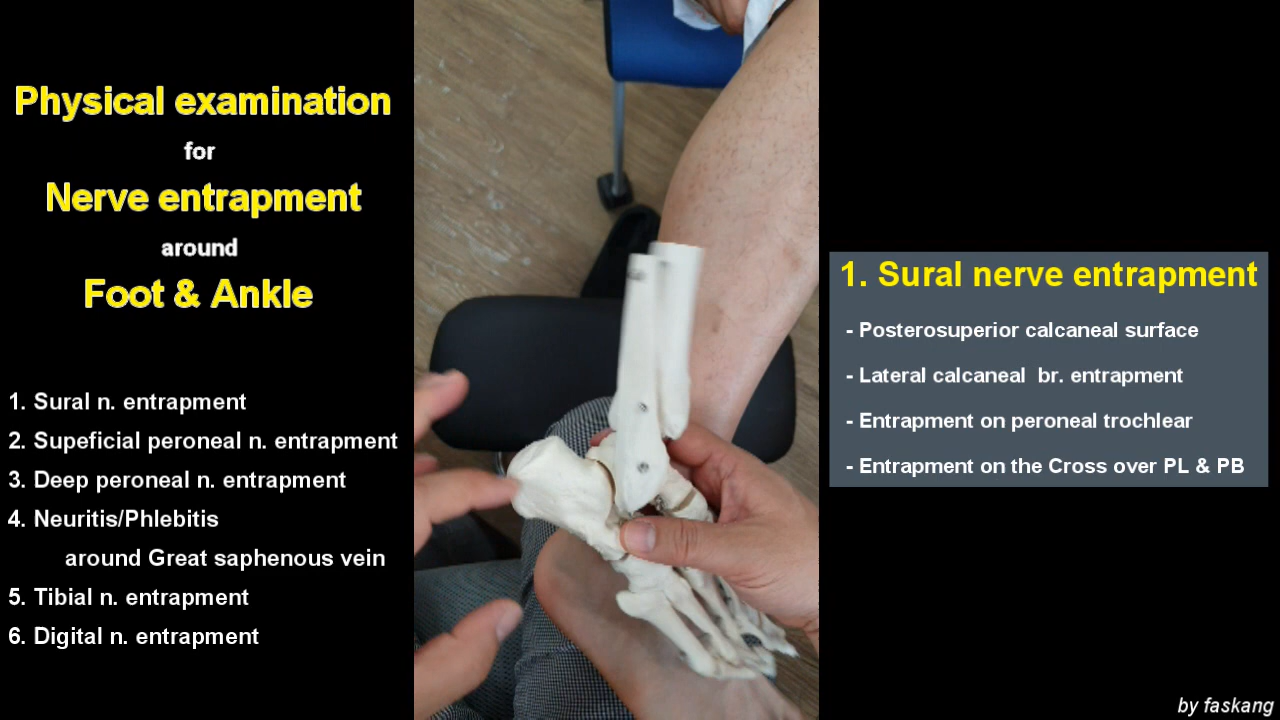 Physical examination
for
Nerve entrapment
around
Foot & Ankle
1. Sural n. entrapment
2. Supeficial peroneal n. entrapment
3. Deep peroneal n. entrapment
4. Neuritis/Phlebitis
around Great saphenous vein
5. Tibial n. entrapment
6. Digital n. entrapment
1. Sural nerve entrapment
- Posterosuperior calcaneal surface
- Lateral calcaneal br. entrapment
- Entrapment on peroneal trochlear
- Entrapment on the Cross over PL & PB
by faskang